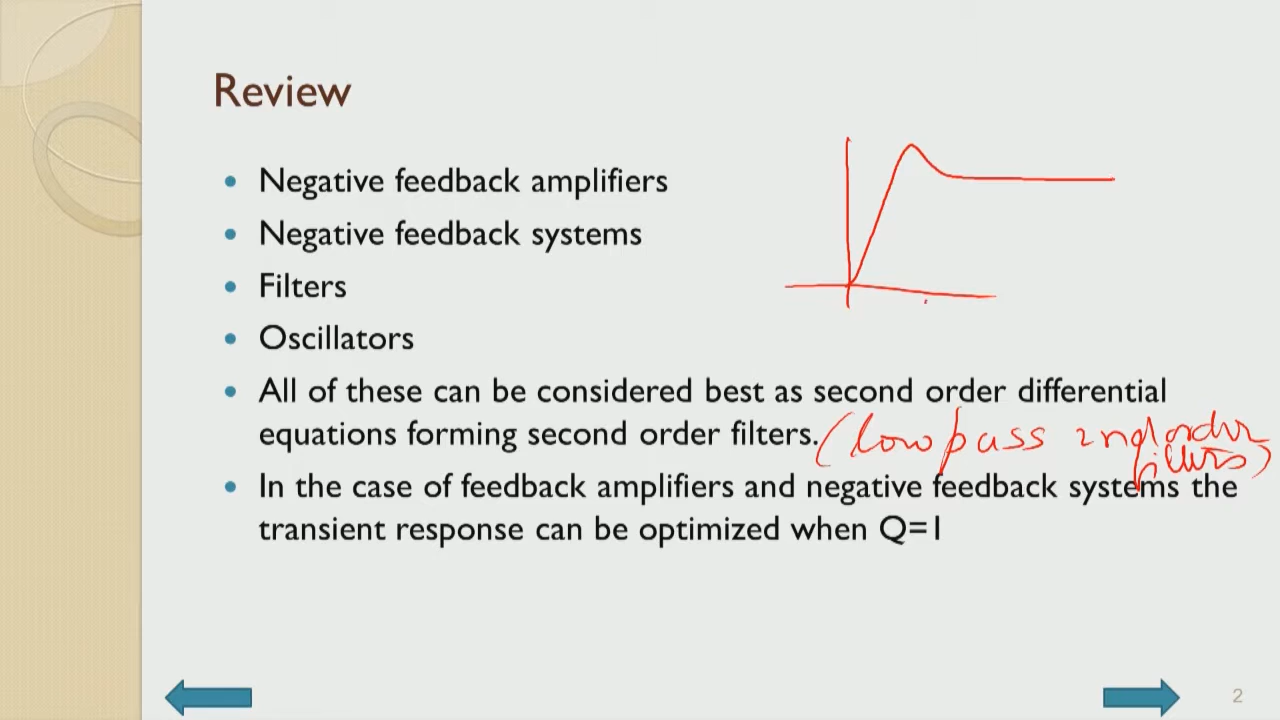 Review
Negative feedback amplifiers
Negative feedback systems
Filters
Oscillators
All of these can be considered best as second order differential
equations forming second order filters. (low pass 2nd order
filters)
In the case of feedback amplifiers and negative feedback systems the
transient response can be optimized when Q=1
2